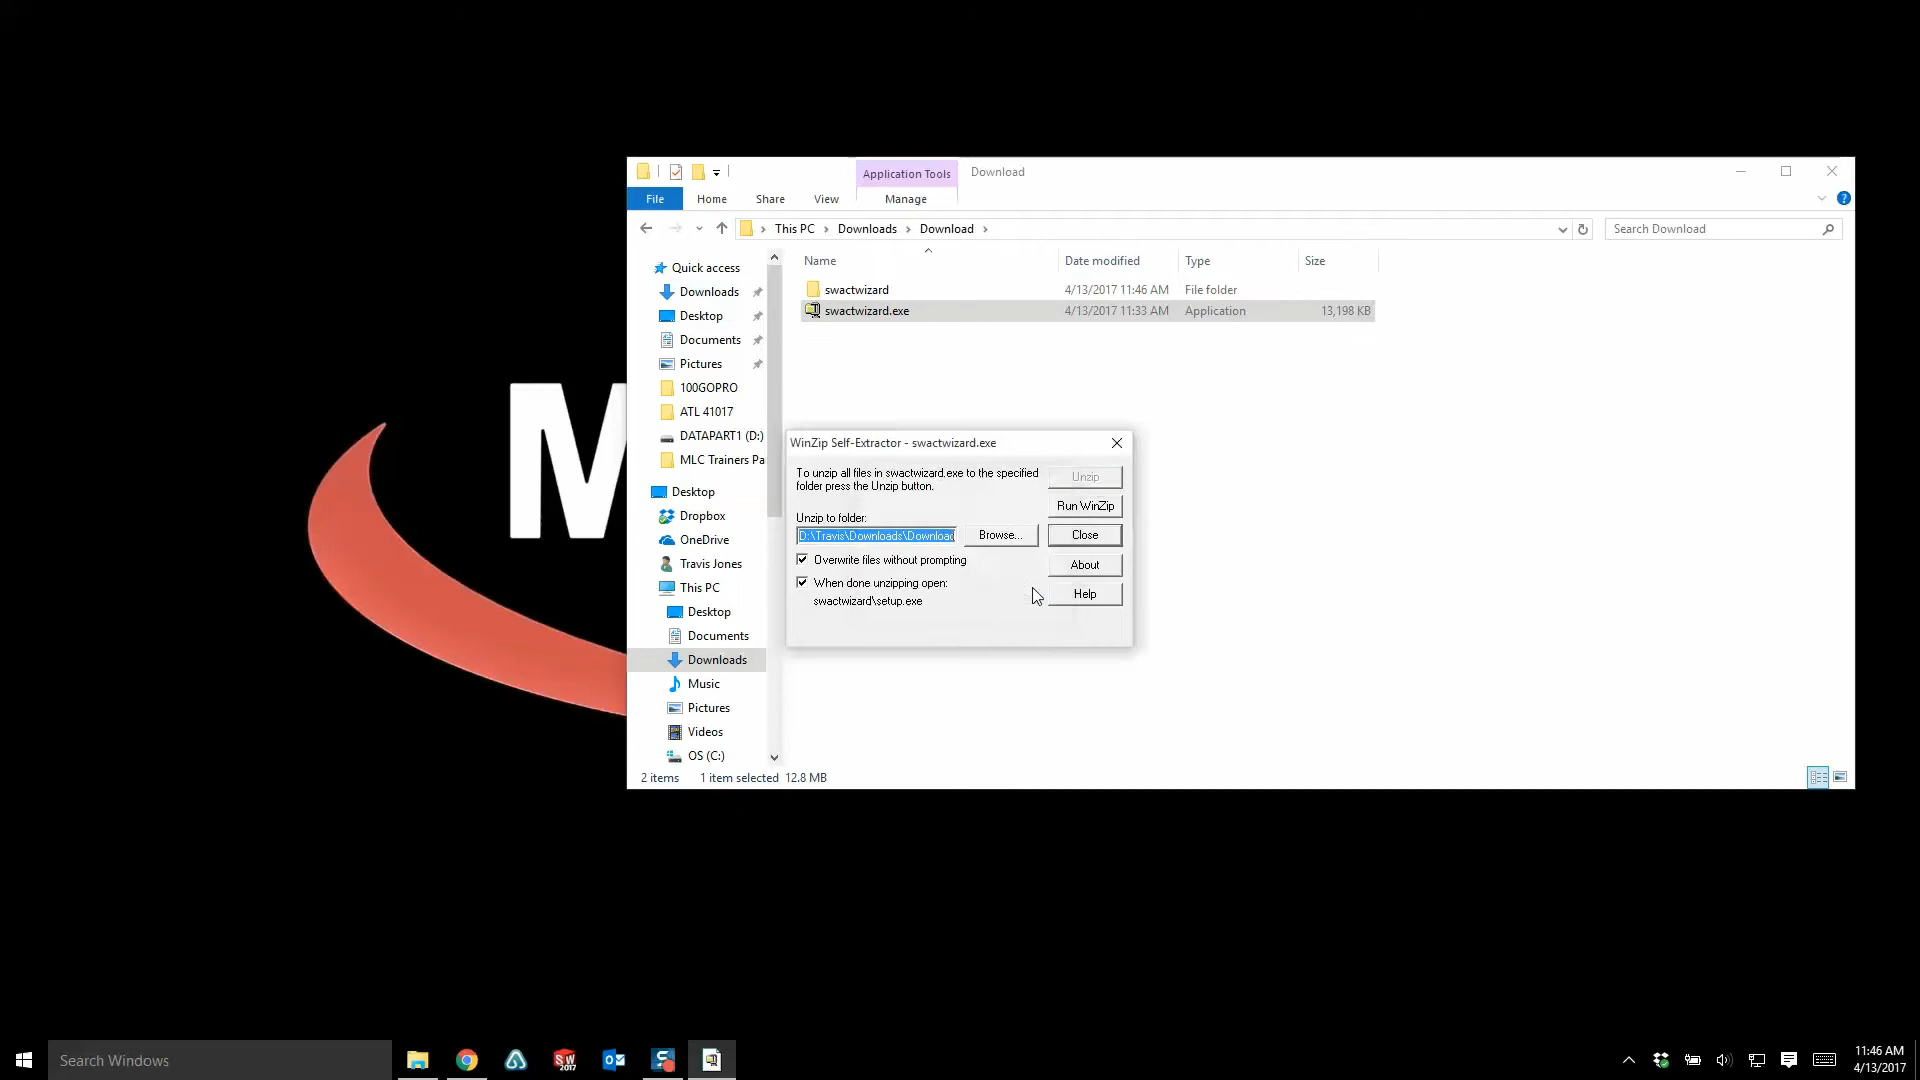 Application Tools
Download
File
Home
Share
View
Manage
This PC
Downloads
Download
Search Download
Name
Date modified
Type
Size
Quick access
Downloads
Desktop
Documents
Pictures
100GOPRO
ATL 41017
DATAPART1 (D:)
MLC Trainers Pa
Desktop
Dropbox
OneDrive
Travis Jones
This PC
Desktop
Documents
Downloads
Music
Pictures
Videos
OS (C:)
swactwizard 4/13/2017 11:46 AM File folder
swactwizard.exe 4/13/2017 11:33 AM Application 13,198 KB
M
WinZip Self-Extractor - swactwizard.exe
To unzip all files in swactwizard.exe to the specified
folder press the Unzip button.
Unzip to folder:
D:\Travis\Downloads\Download
Browse...
Overwrite files without prompting
When done unzipping open:
swactwizard\setup.exe
Unzip
Run WinZip
Close
About
Help
2 items 1 item selected 12.8 MB
Search Windows
SW
2017
11:46 AM
4/13/2017